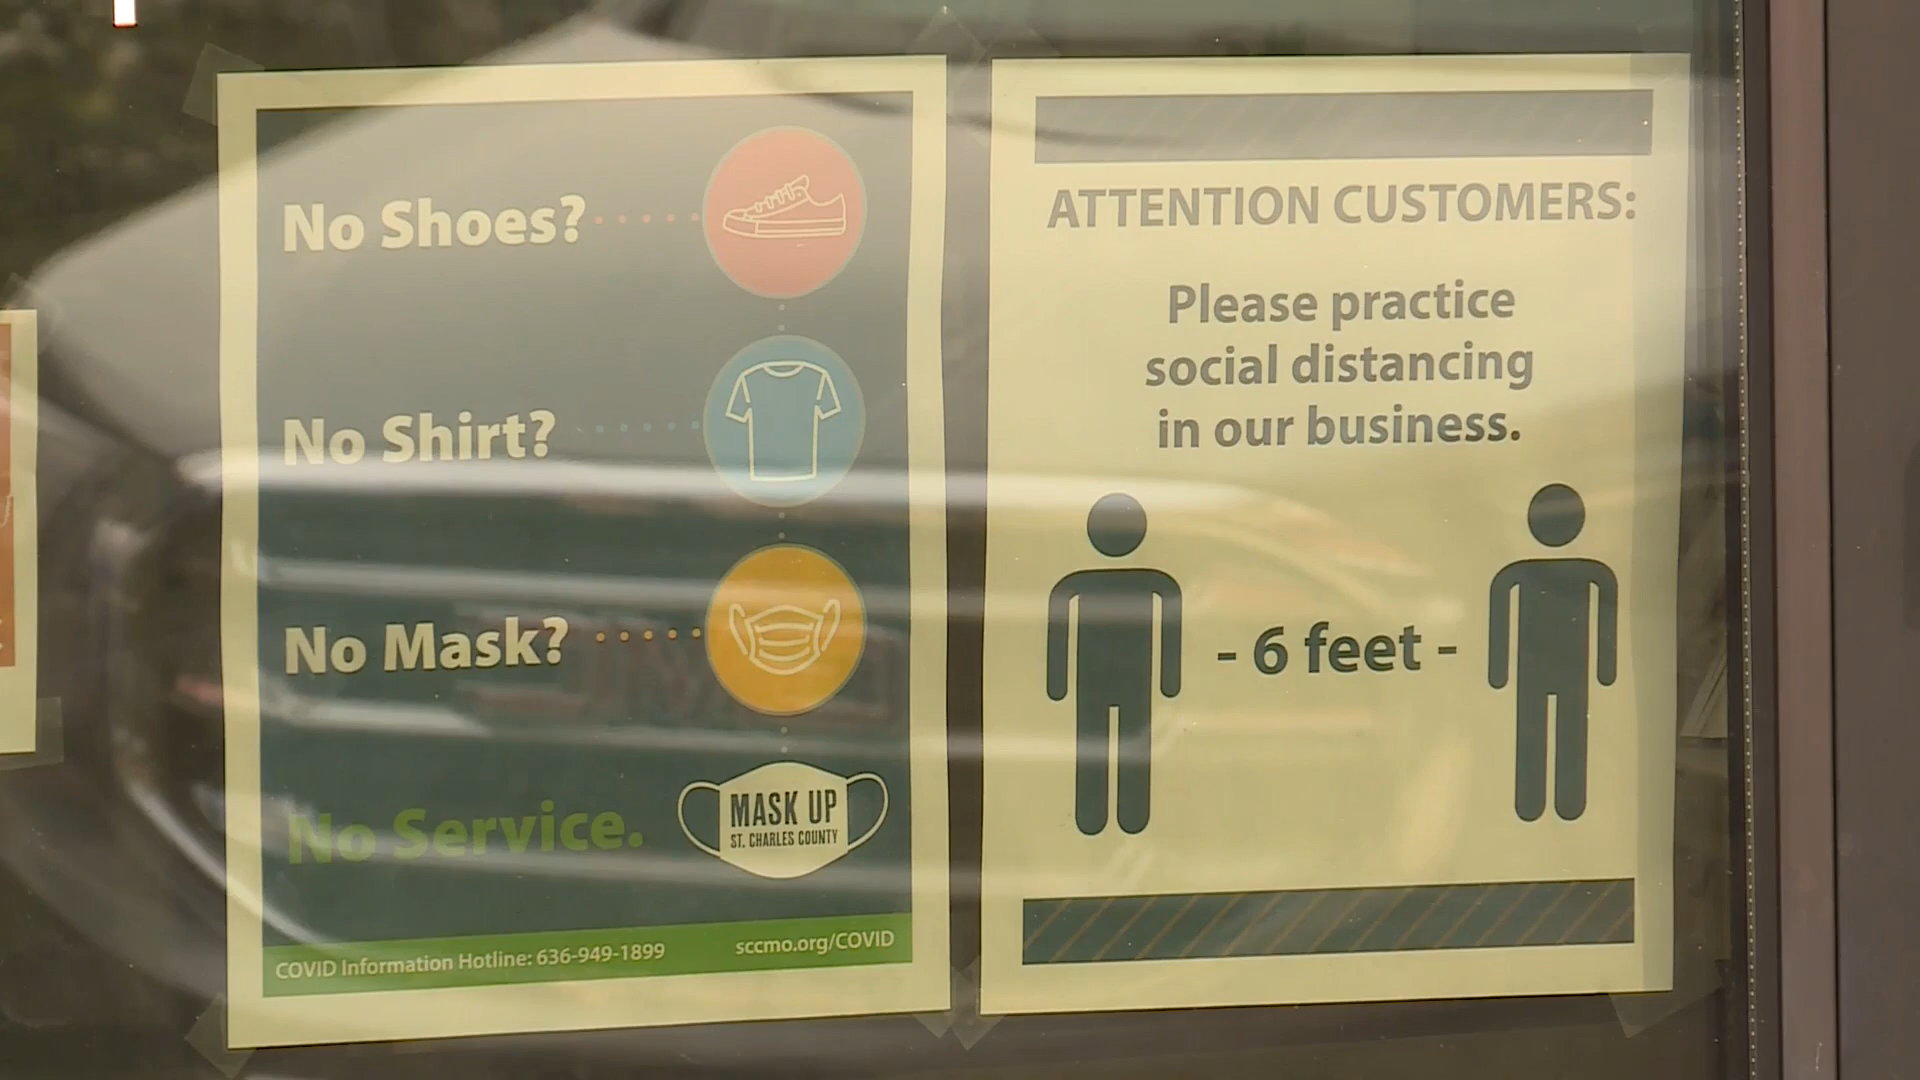 No Shoes?
No Shirt?
No Mask?
No Service.
MASK UP
ST. CHARLES COUNTY
COVID Information Hotline: 636-949-1899
sccmo.org/COVID
ATTENTION CUSTOMERS:
Please practice
social distancing
in our business.
- 6 feet -